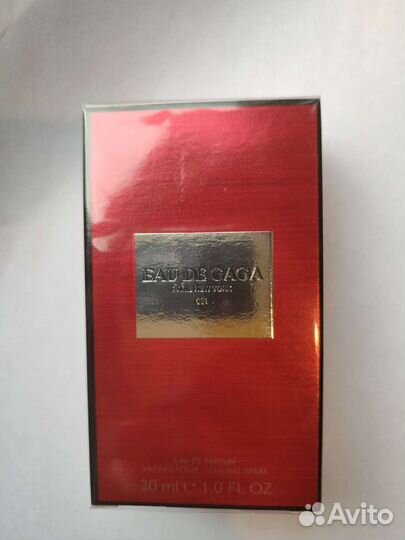 EAU DE GAGA
PARIS NEW YORK
001
EAU DE PARFUM
VAPORISATEUR · NATURAL SPRAY
30 ml e 1.0 FL OZ
Avito